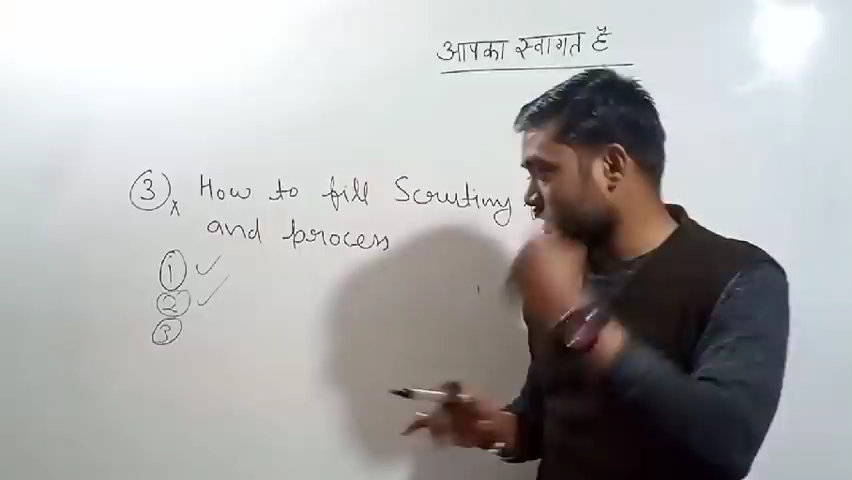 आपका स्वागत है
③ How to fill Scrutiny
and process
① ✓
② ✓
③